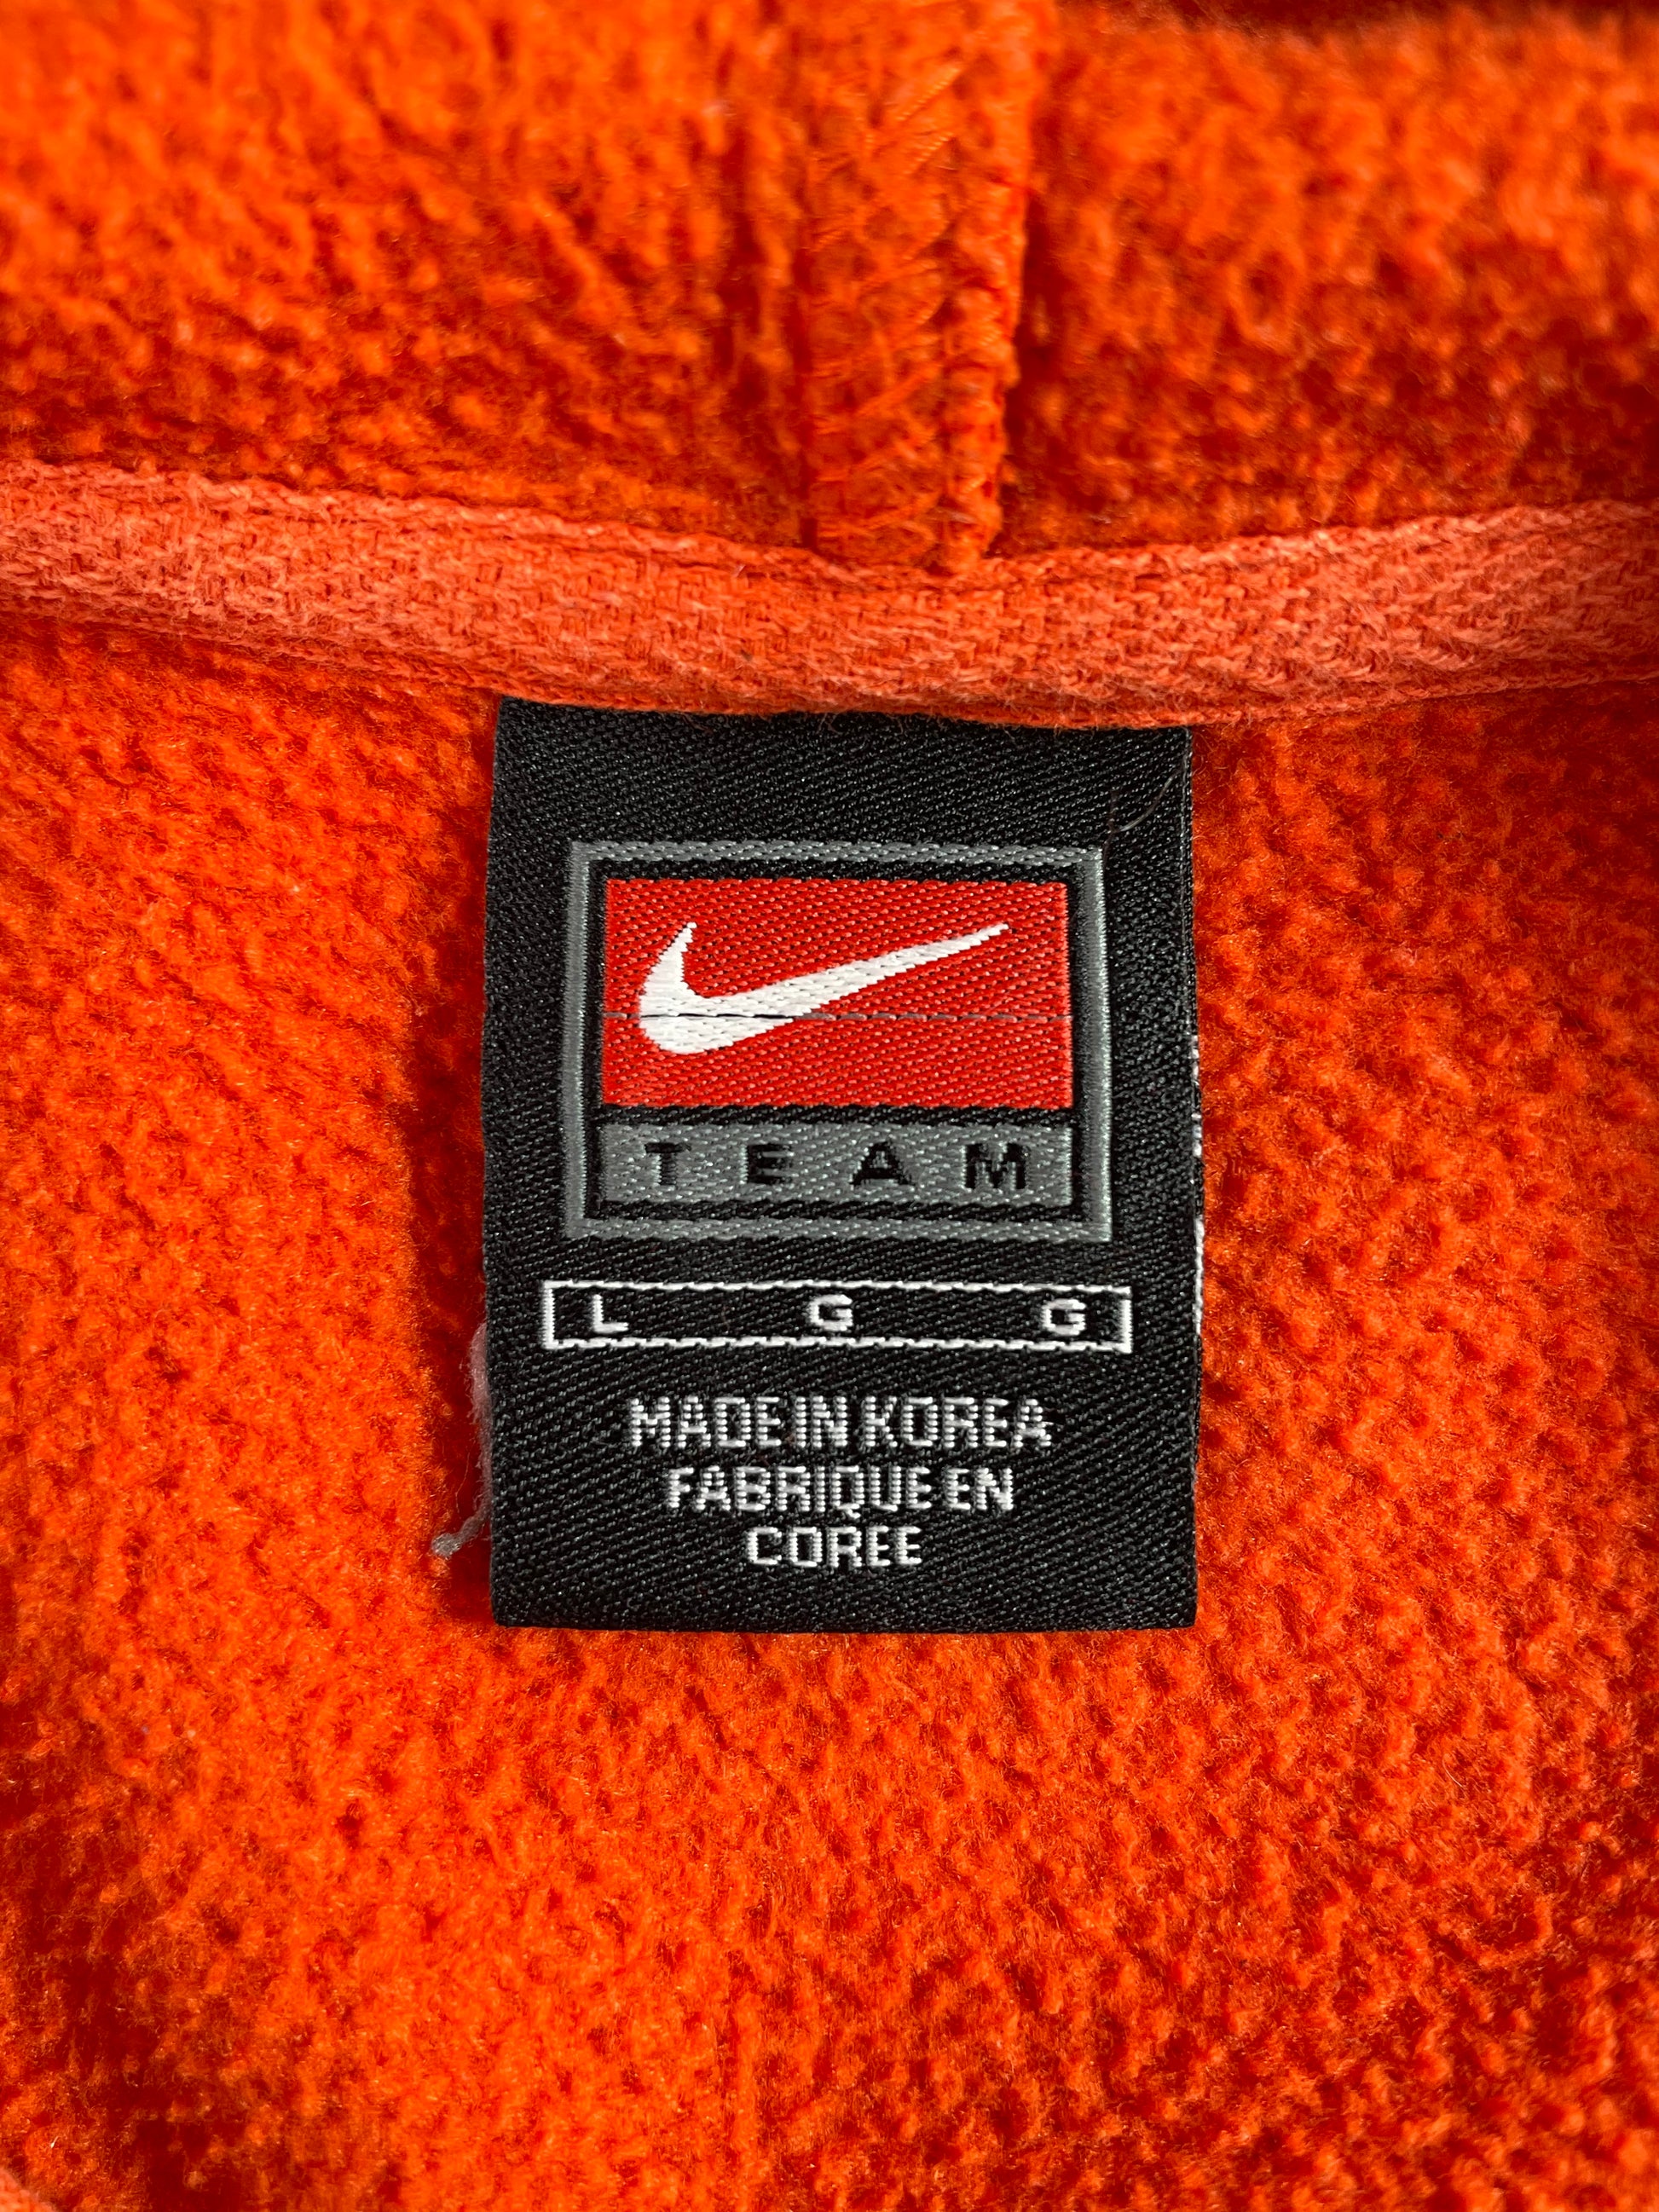 TEAM
L G G
MADE IN KOREA
FABRIQUE EN
COREE